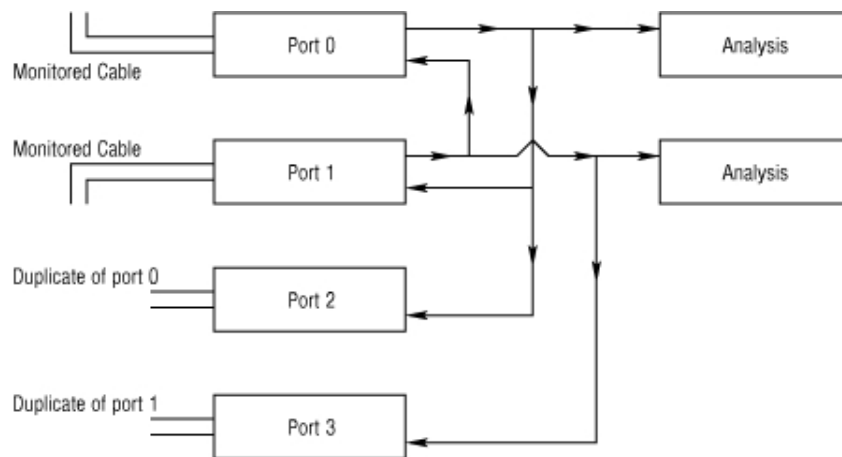 Port 0
Analysis
Monitored Cable
Monitored Cable
Port 1
Analysis
Duplicate of port 0
Port 2
Duplicate of port 1
Port 3